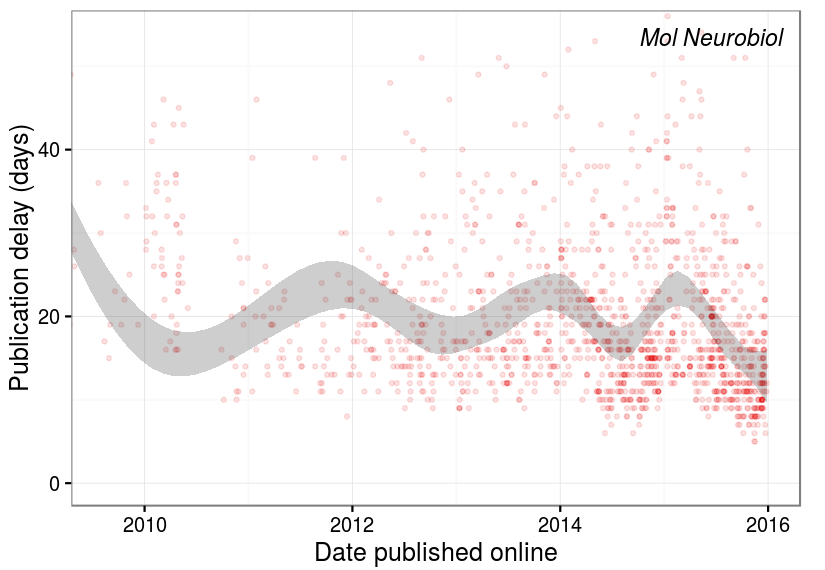 Mol Neurobiol
Publication delay (days)
40
20
0
2010 2012 2014 2016
Date published online